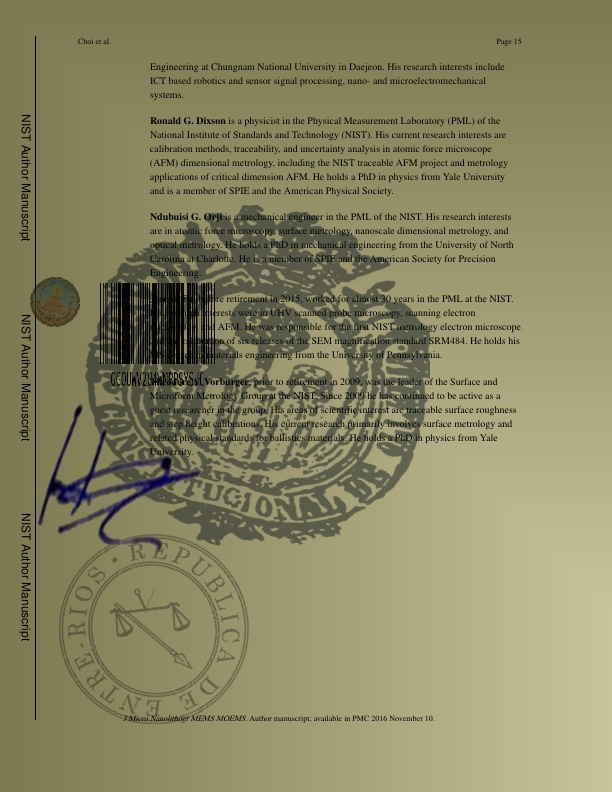 Choi et al.
Page 15
Engineering at Chungnam National University in Daejeon. His research interests include
ICT based robotics and sensor signal processing, nano- and microelectromechanical
systems.
Ronald G. Dixson is a physicist in the Physical Measurement Laboratory (PML) of the
National Institute of Standards and Technology (NIST). His current research interests are
calibration methods, traceability, and uncertainty analysis in atomic force microscope
(AFM) dimensional metrology, including the NIST traceable AFM project and metrology
applications of critical dimension AFM. He holds a PhD in physics from Yale University
and is a member of SPIE and the American Physical Society.
Ndubuisi G. Orji is a mechanical engineer in the PML of the NIST. His research interests
are in atomic force microscopy, surface metrology, nanoscale dimensional metrology, and
optical metrology. He holds a PhD in mechanical engineering from the University of North
Carolina at Charlotte. He is a member of SPIE and the American Society for Precision
Engineering.
retirement in 2015, worked for almost 30 years in the PML at the NIST.
interests were in UHV scanned probe microscopy, scanning electron
and AFM. He was responsible for the first NIST metrology electron microscope
of six releases of the SEM magnification standard SRM484. He holds his
materials engineering from the University of Pennsylvania.
Vorburger, prior to retirement in 2009, was the leader of the Surface and
Microform Metrology Group at the NIST. Since 2009 he has continued to be active as a
guest researcher in the group. His areas of scientific interest are traceable surface roughness
and step height calibrations. His current research primarily involves surface metrology and
related physical standards for ballistics materials. He holds a PhD in physics from Yale
University.
J Micro Nanolithogr MEMS MOEMS. Author manuscript; available in PMC 2016 November 10.
NIST Author Manuscript
NIST Author Manuscript
NIST Author Manuscript
REPUBLICA DE ENTRE-RIOS